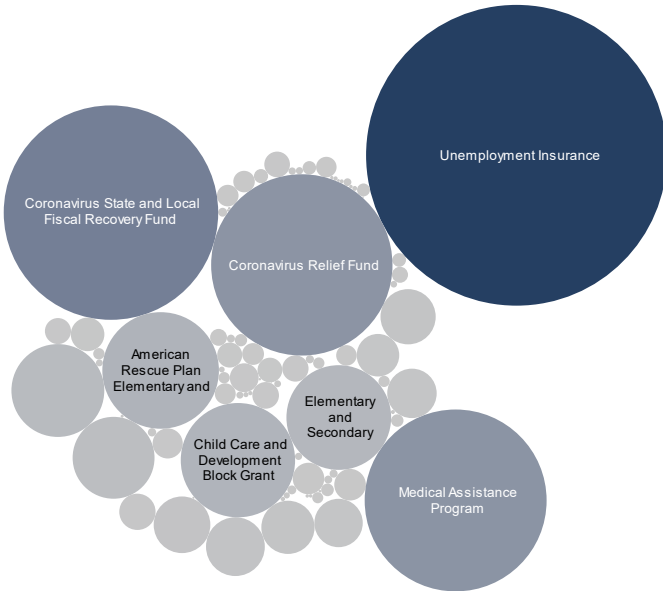 Unemployment Insurance
Coronavirus State and Local
Fiscal Recovery Fund
Coronavirus Relief Fund
American
Rescue Plan
Elementary and
Elementary
and
Secondary
Child Care and
Development
Block Grant
Medical Assistance
Program